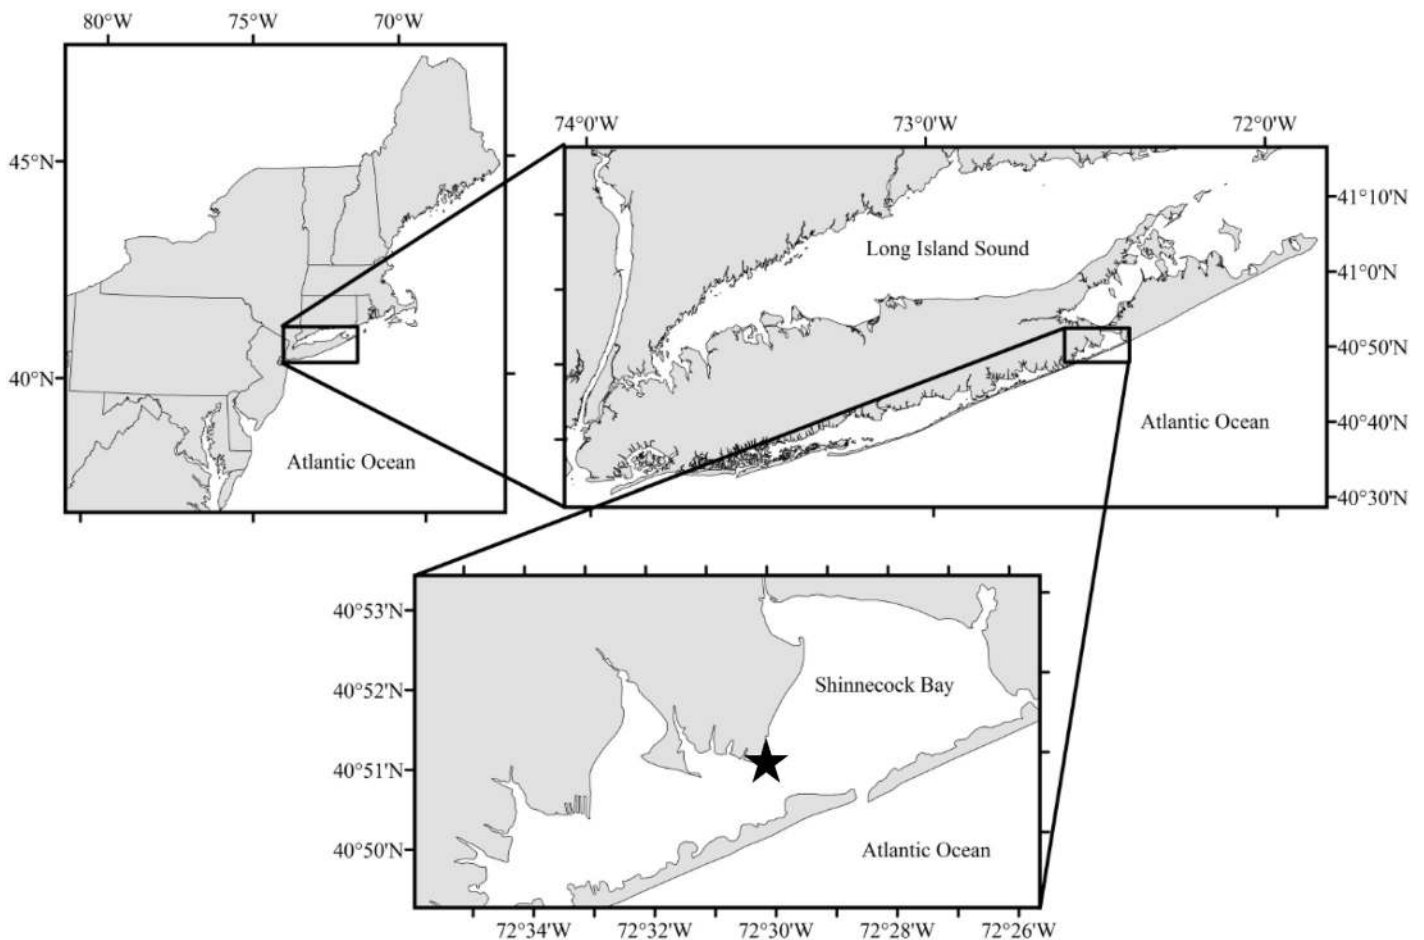 80°W 75°W 70°W
45°N
40°N
Atlantic Ocean
74°0'W 73°0'W 72°0'W
41°10'N
41°0'N
40°50'N
40°40'N
40°30'N
Long Island Sound
Atlantic Ocean
40°53'N
40°52'N
40°51'N
40°50'N
Shinnecock Bay
Atlantic Ocean
72°34'W 72°32'W 72°30'W 72°28'W 72°26'W